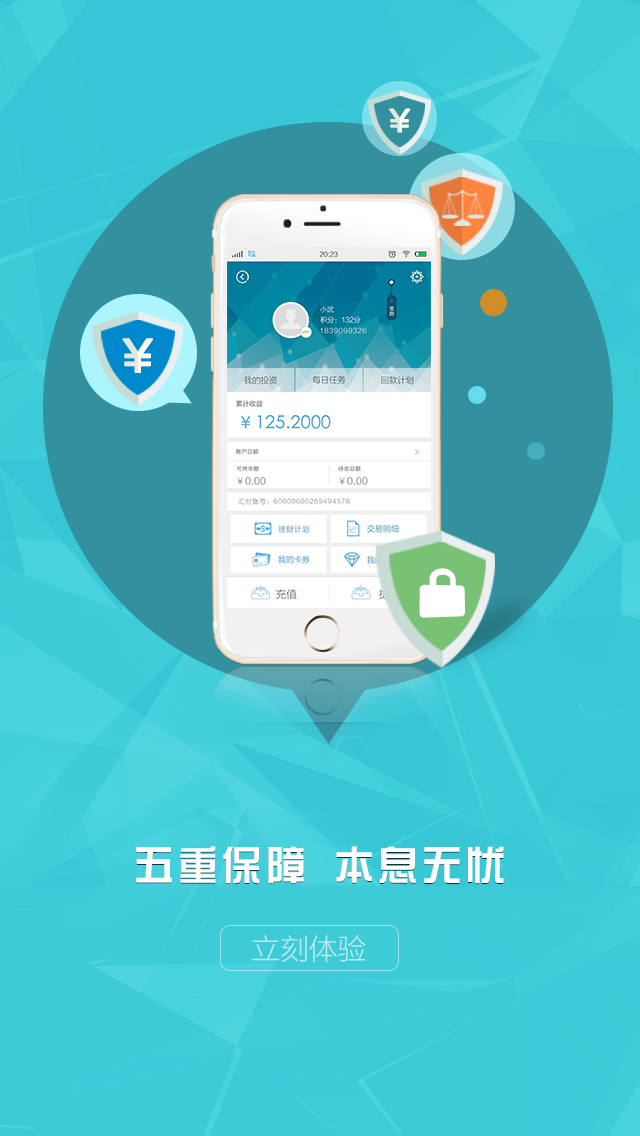 ¥
¥
20:23
小武
积分：132分
1839099326
签到
我的投资 每日任务 回款计划
累计收益
￥125.2000
账户总额 >
可用余额 待收总额
￥0.00 ￥0.00
汇付账号：60000600269494578
理财计划 交易明细
我的卡券 我
充值
五重保障 本息无忧
立刻体验